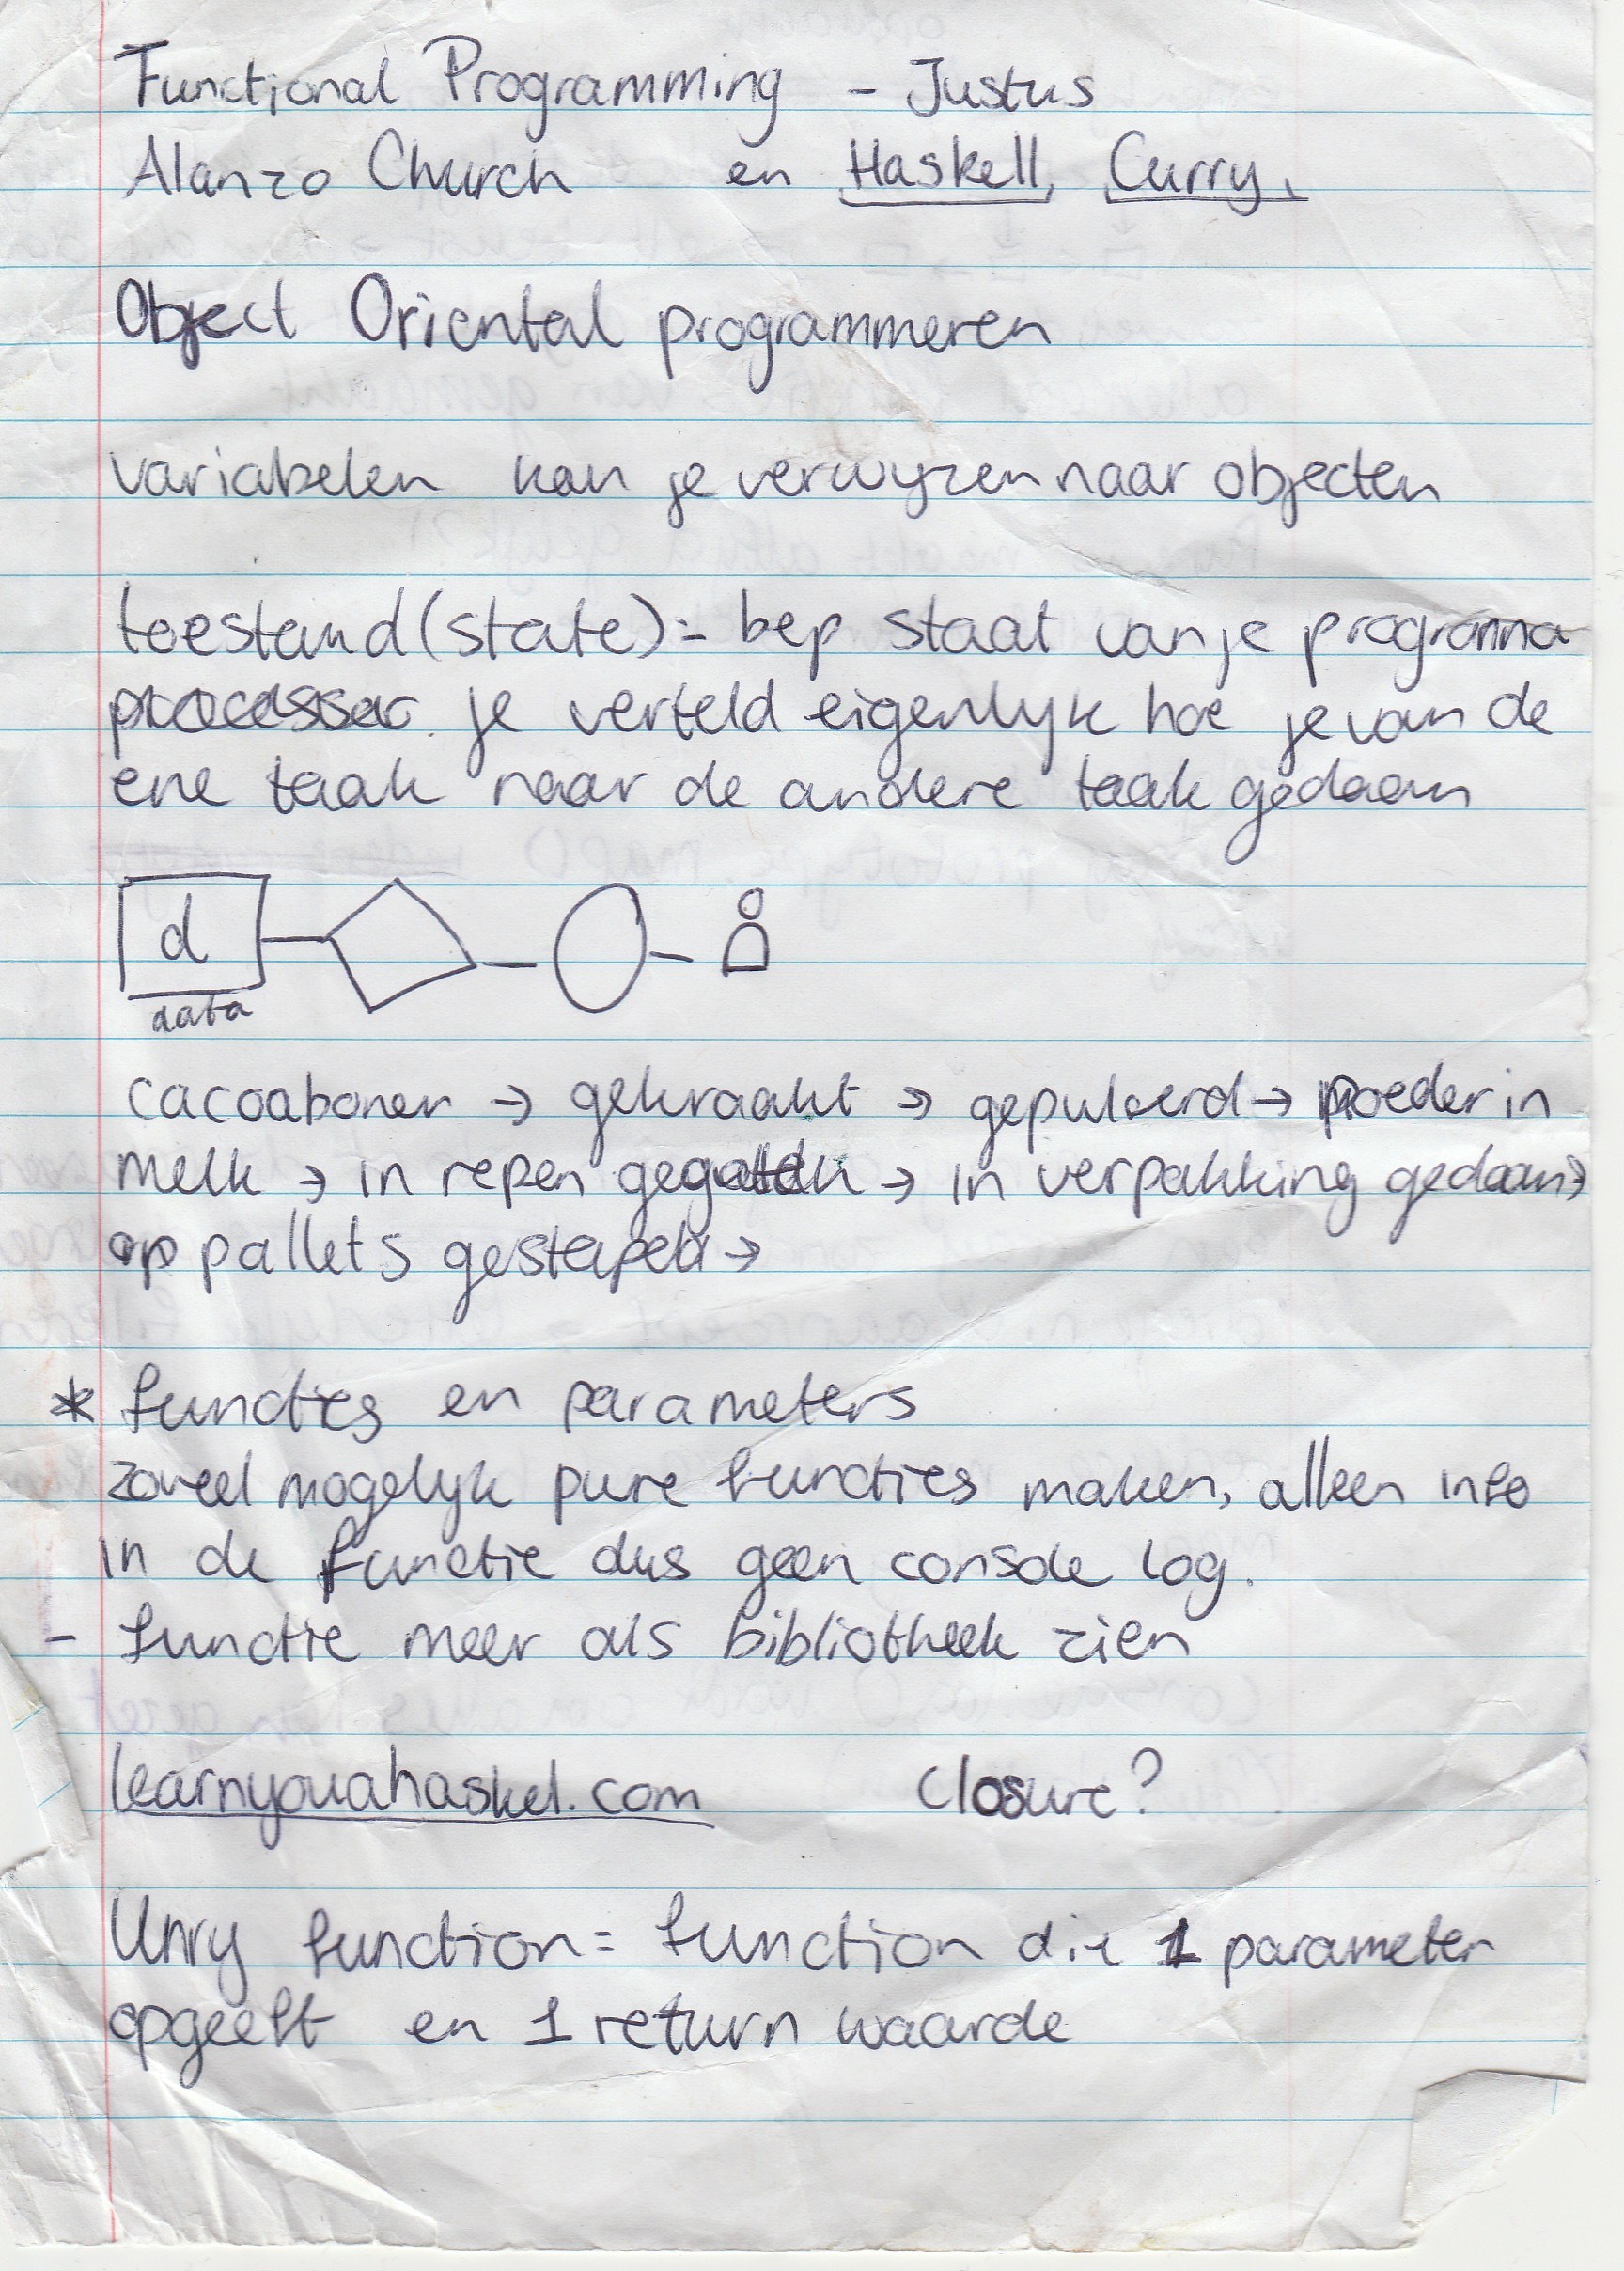 Functional Programming - Justus
Alanzo Church en Haskell, Curry.
Object Oriental programmeren
variabelen kan je verwyzen naar objecten
toestand (state) = bep staat van je programma
processor. je verteld eigenlyk hoe je van de
ene taak naar de andere taak gedaan
d
data
cacoabonen → gekraakt → gepulverd → poeder in
melk → in repen gegoten → in verpakking gedaan →
op pallets gestapeld →
* functies en parameters
zoveel mogelyk pure functies maken, alleen info
in de functie dus geen console log.
- functie meer als bibliotheek zien
learnyouahaskel.com closure?
Unry function = function die 1 parameter
opgeeft en 1 return waarde